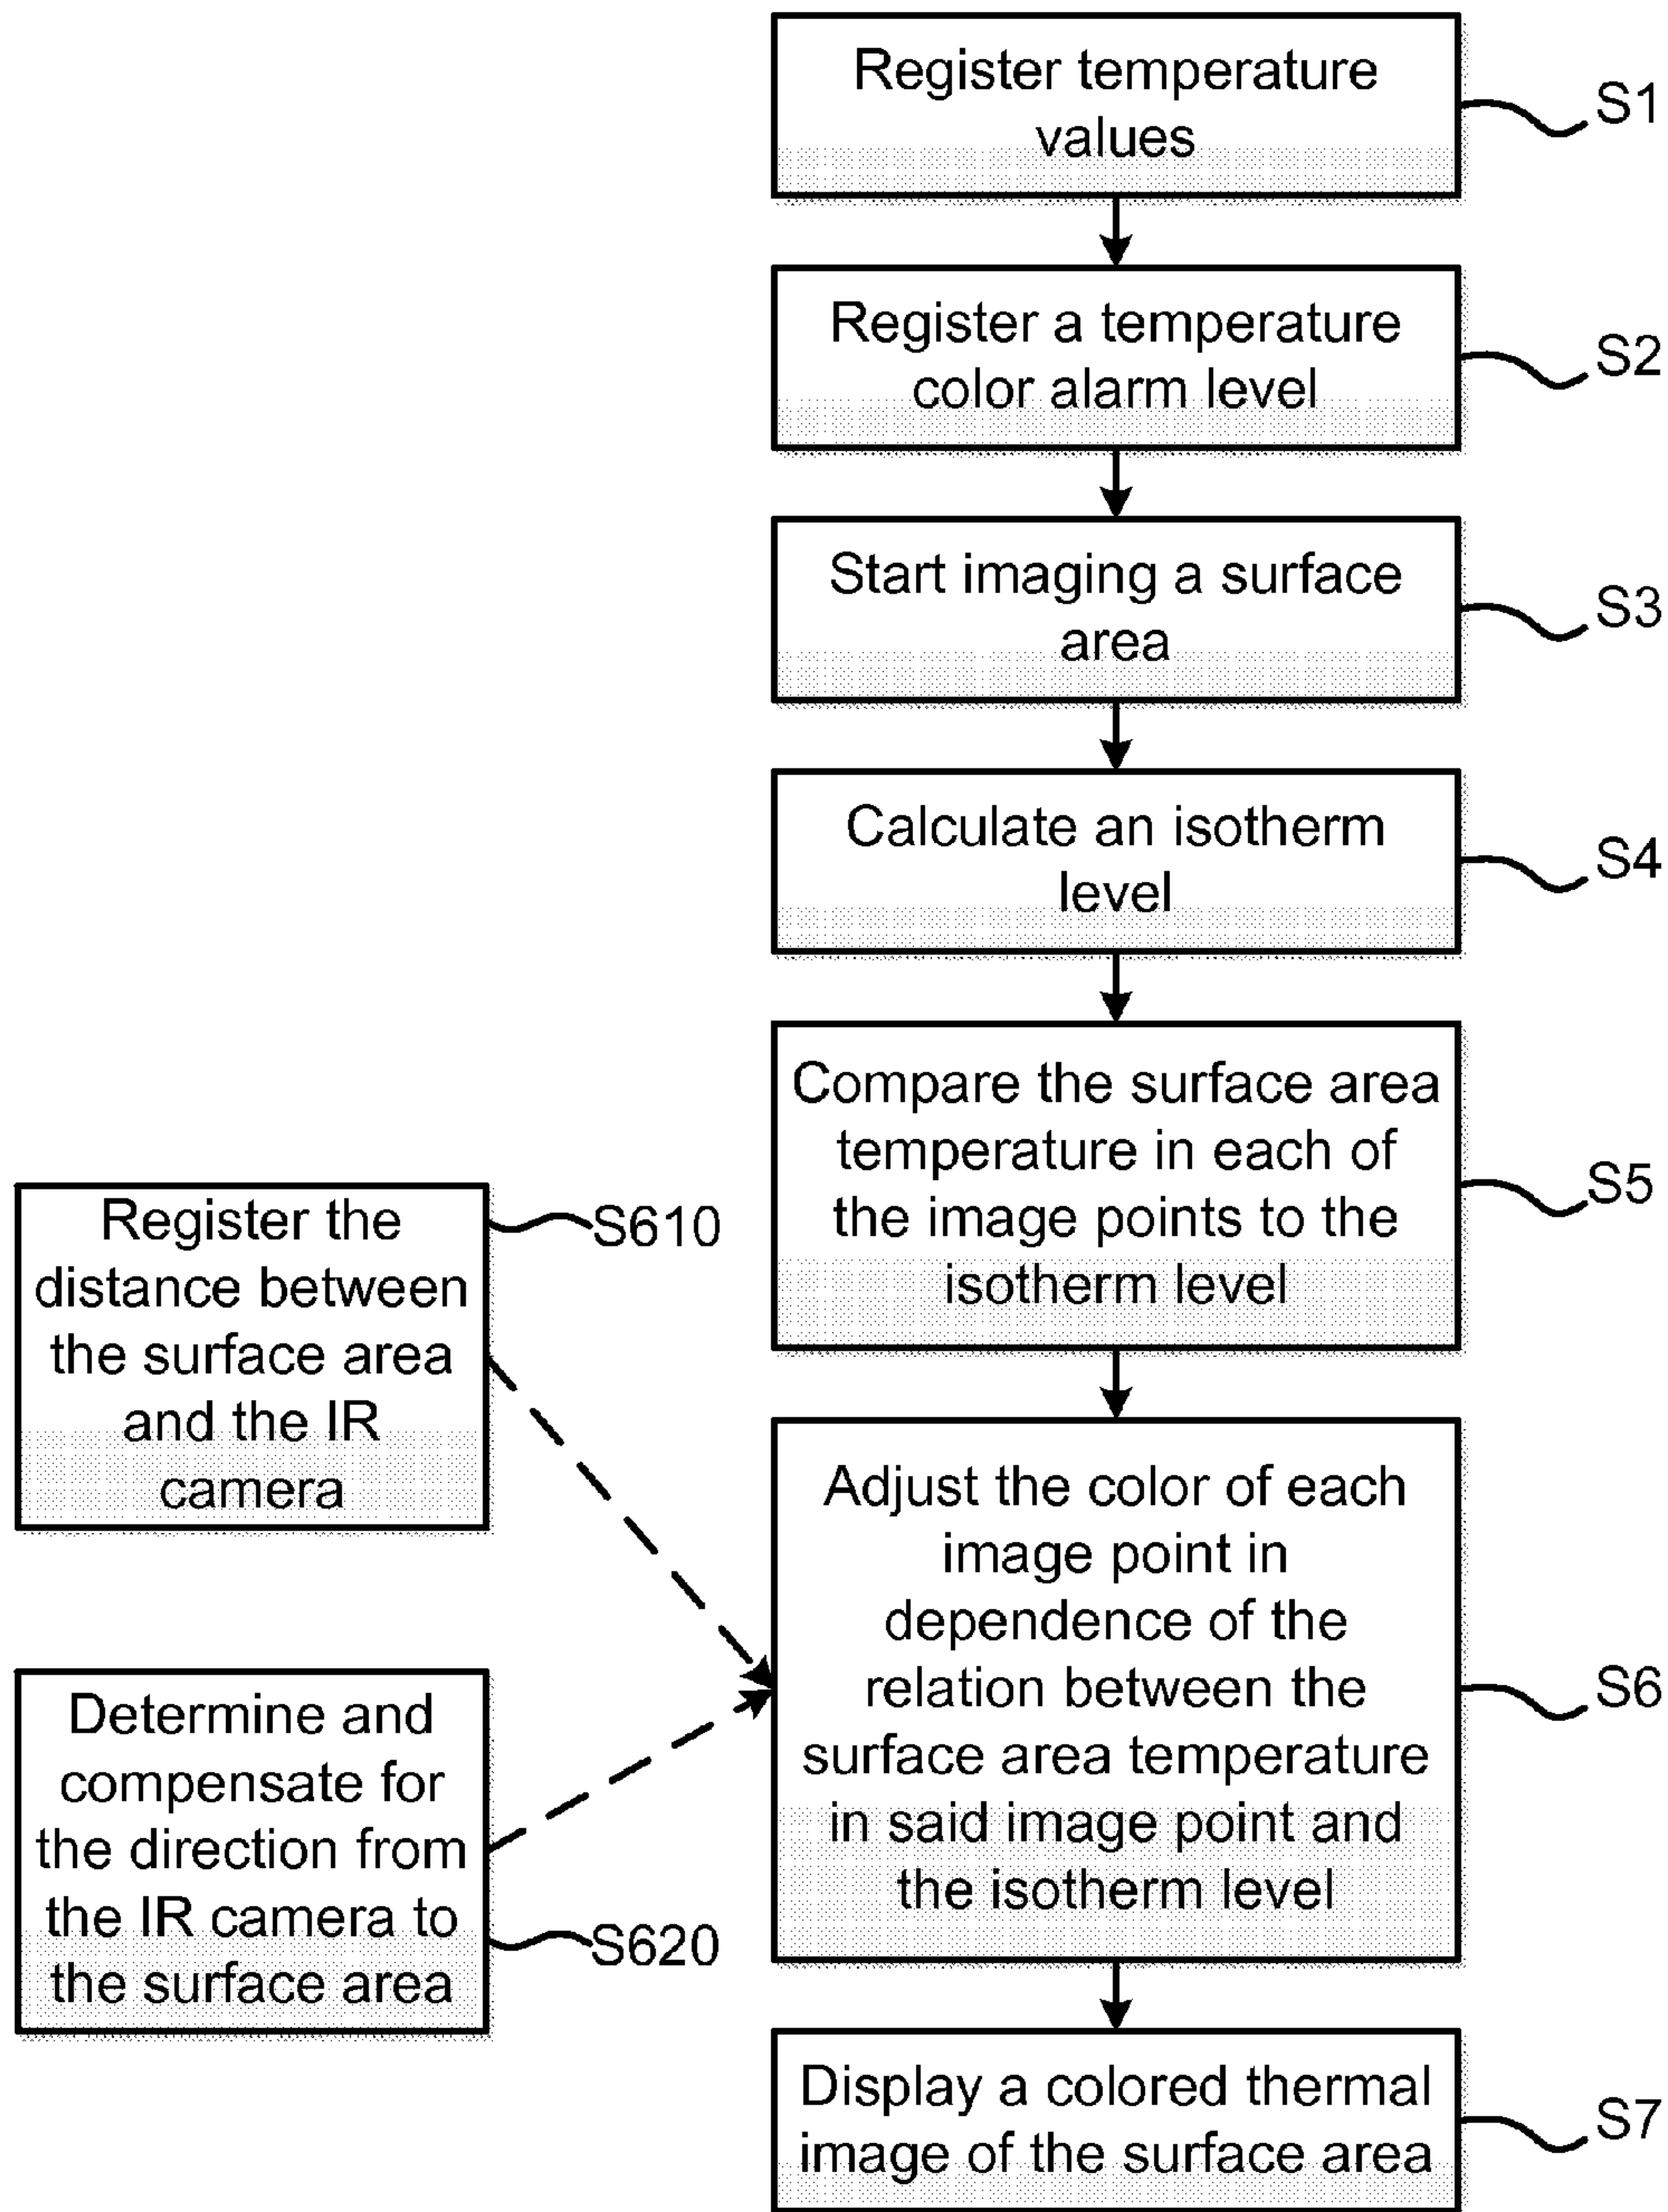 Register temperature
values
S1
Register a temperature
color alarm level
S2
Start imaging a surface
area
S3
Calculate an isotherm
level
S4
Compare the surface area
temperature in each of
the image points to the
isotherm level
S5
Register the
distance between
the surface area
and the IR
camera
S610
Adjust the color of each
image point in
dependence of the
relation between the
surface area temperature
in said image point and
the isotherm level
S6
Determine and
compensate for
the direction from
the IR camera to
the surface area
S620
Display a colored thermal
image of the surface area
S7